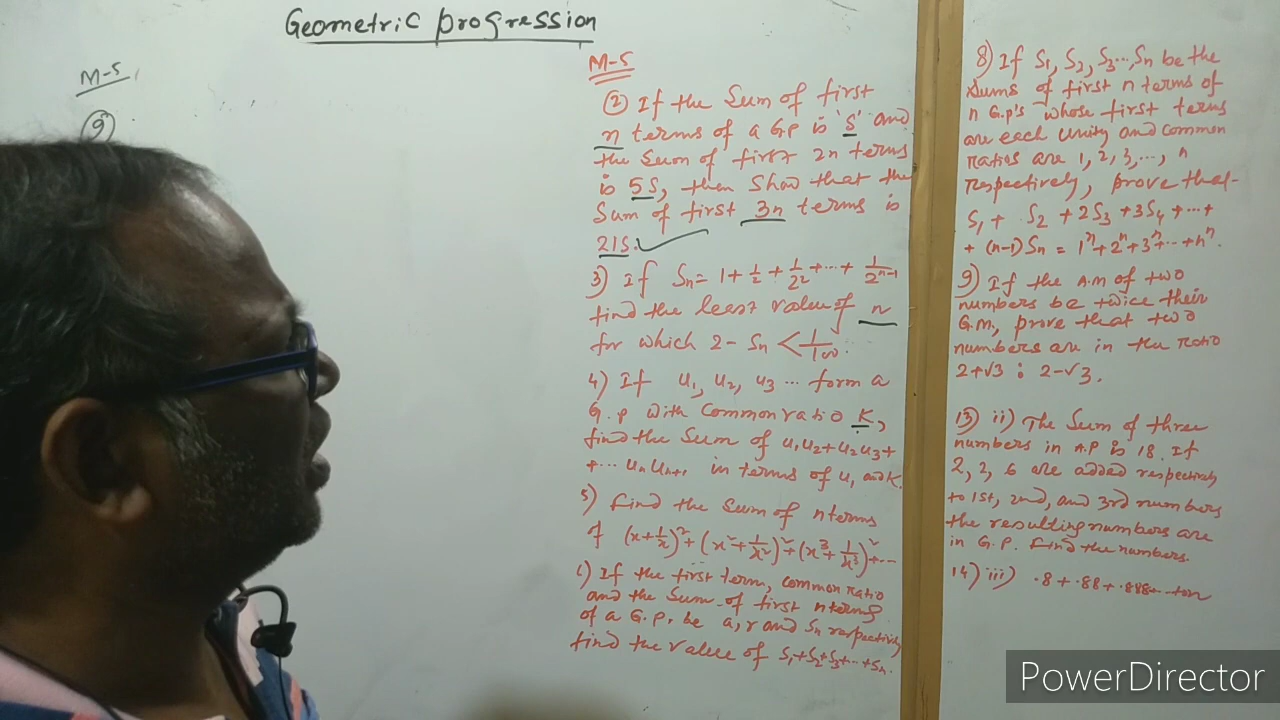 Geometric progression
M-S
9
M-S
2) If the Sum of first
n terms of a G.P is 'S' and
the Sum of first 2n terms
is 5S, then Show that the
Sum of first 3n terms is
21S.
3) If Sn = 1 + 1/2 + 1/2² + ... + 1/2ⁿ⁻¹
find the least value of n
for which 2 - Sn < 1/100.
4) If u₁, u₂, u₃ ... form a
G.P with Common ratio K,
find the Sum of u₁u₂ + u₂u₃ +
+ ... unun+1 in terms of u₁ and K.
5) Find the Sum of n terms
of (x + 1/x)² + (x² + 1/x²)² + (x³ + 1/x³)² + ...
6) If the first term, common ratio
and the Sum of first n terms
of a G.P. be a, r and Sn respectively
find the value of S₁ + S₂ + S₃ + ... + Sn.
8) If S₁, S₂, S₃ ... Sn be the
Sums of first n terms of
n G.p's whose first terms
are each Unity and Common
ratios are 1, 2, 3, ..., n
respectively, prove that
S₁ + S₂ + 2S₃ + 3S₄ + ... +
+ (n-1) Sn = 1ⁿ + 2ⁿ + 3ⁿ + ... + nⁿ.
9) If the A.M of two
numbers be twice their
G.M, prove that two
numbers are in the ratio
2+√3 : 2-√3.
13) ii) The Sum of three
numbers in A.P is 18. If
2, 2, 6 are added respectively
to 1st, 2nd, and 3rd numbers
the resulting numbers are
in G.P. Find the numbers.
14) iii) .8 + .88 + .888... to n
PowerDirector